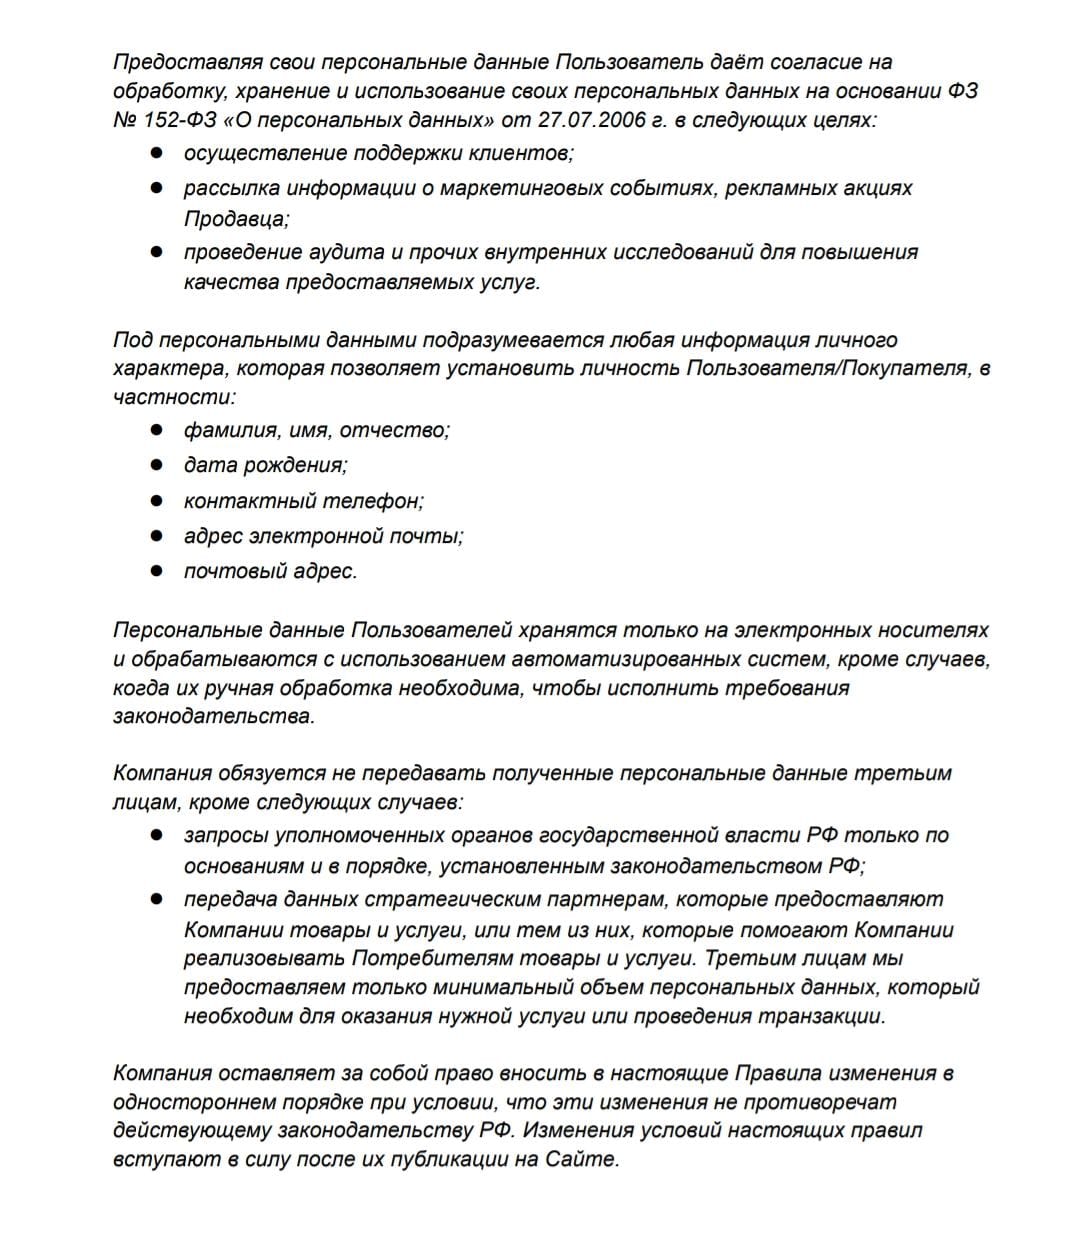 Предоставляя свои персональные данные Пользователь даёт согласие на
обработку, хранение и использование своих персональных данных на основании ФЗ
№ 152-ФЗ «О персональных данных» от 27.07.2006 г. в следующих целях:
● осуществление поддержки клиентов;
● рассылка информации о маркетинговых событиях, рекламных акциях
Продавца;
● проведение аудита и прочих внутренних исследований для повышения
качества предоставляемых услуг.
Под персональными данными подразумевается любая информация личного
характера, которая позволяет установить личность Пользователя/Покупателя, в
частности:
● фамилия, имя, отчество;
● дата рождения;
● контактный телефон;
● адрес электронной почты;
● почтовый адрес.
Персональные данные Пользователей хранятся только на электронных носителях
и обрабатываются с использованием автоматизированных систем, кроме случаев,
когда их ручная обработка необходима, чтобы исполнить требования
законодательства.
Компания обязуется не передавать полученные персональные данные третьим
лицам, кроме следующих случаев:
● запросы уполномоченных органов государственной власти РФ только по
основаниям и в порядке, установленным законодательством РФ;
● передача данных стратегическим партнерам, которые предоставляют
Компании товары и услуги, или тем из них, которые помогают Компании
реализовывать Потребителям товары и услуги. Третьим лицам мы
предоставляем только минимальный объем персональных данных, который
необходим для оказания нужной услуги или проведения транзакции.
Компания оставляет за собой право вносить в настоящие Правила изменения в
одностороннем порядке при условии, что эти изменения не противоречат
действующему законодательству РФ. Изменения условий настоящих правил
вступают в силу после их публикации на Сайте.